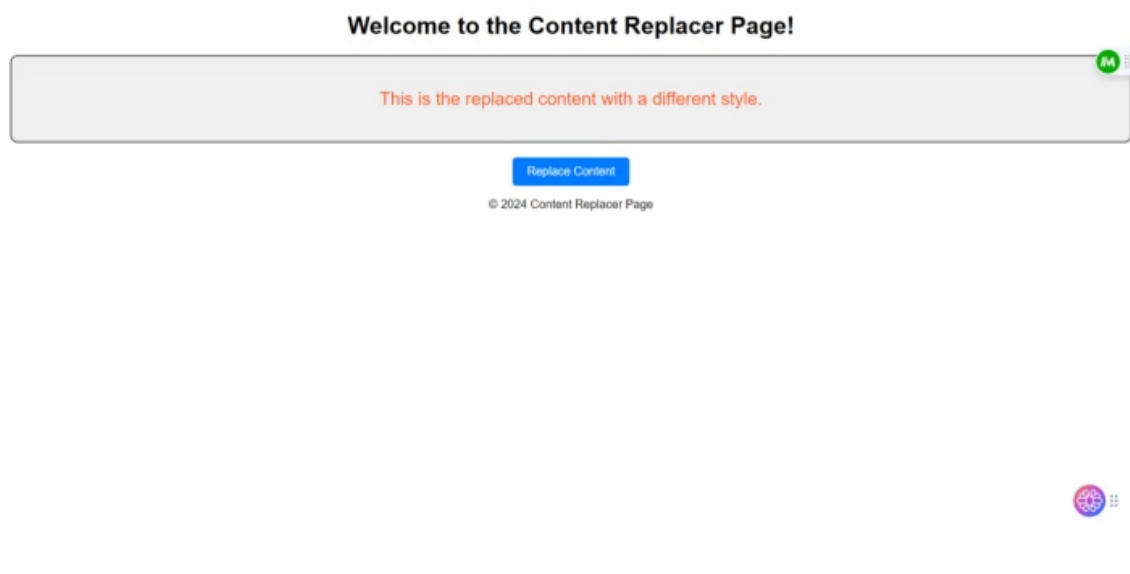 Welcome to the Content Replacer Page!
This is the replaced content with a different style.
Replace Content
© 2024 Content Replacer Page